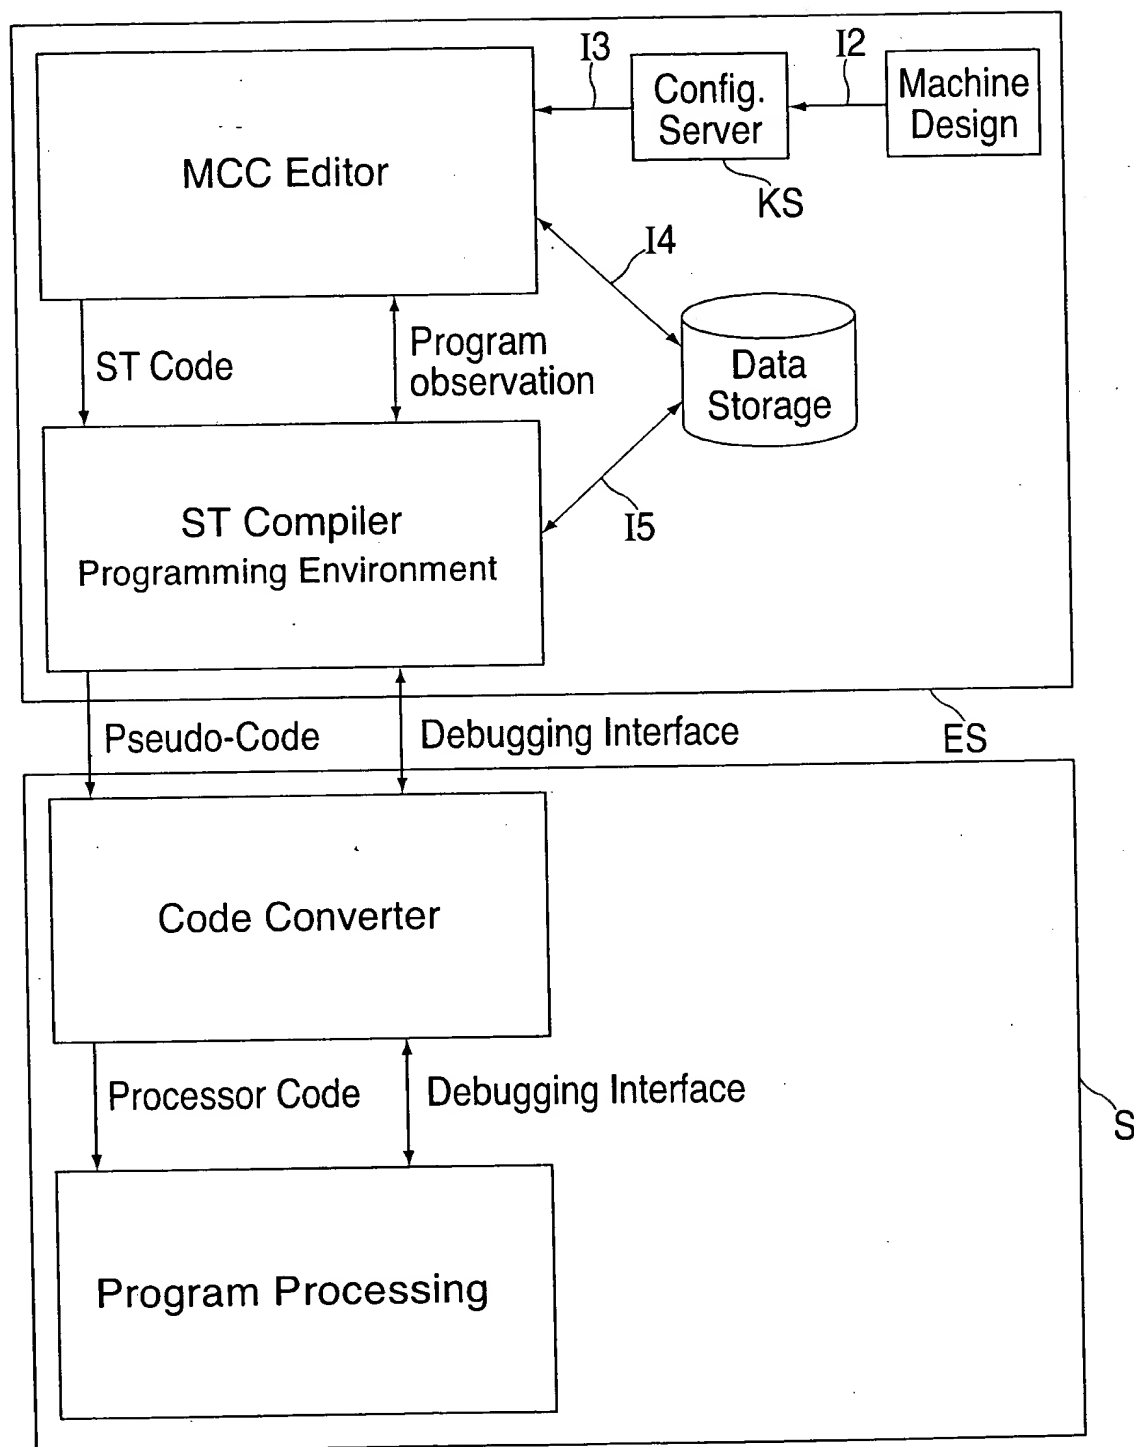 I3
I2
Config.
Server
Machine
Design
MCC Editor
KS
I4
ST Code
Program
observation
Data
Storage
ST Compiler
Programming Environment
I5
Pseudo-Code
Debugging Interface
ES
Code Converter
Processor Code
Debugging Interface
S
Program Processing